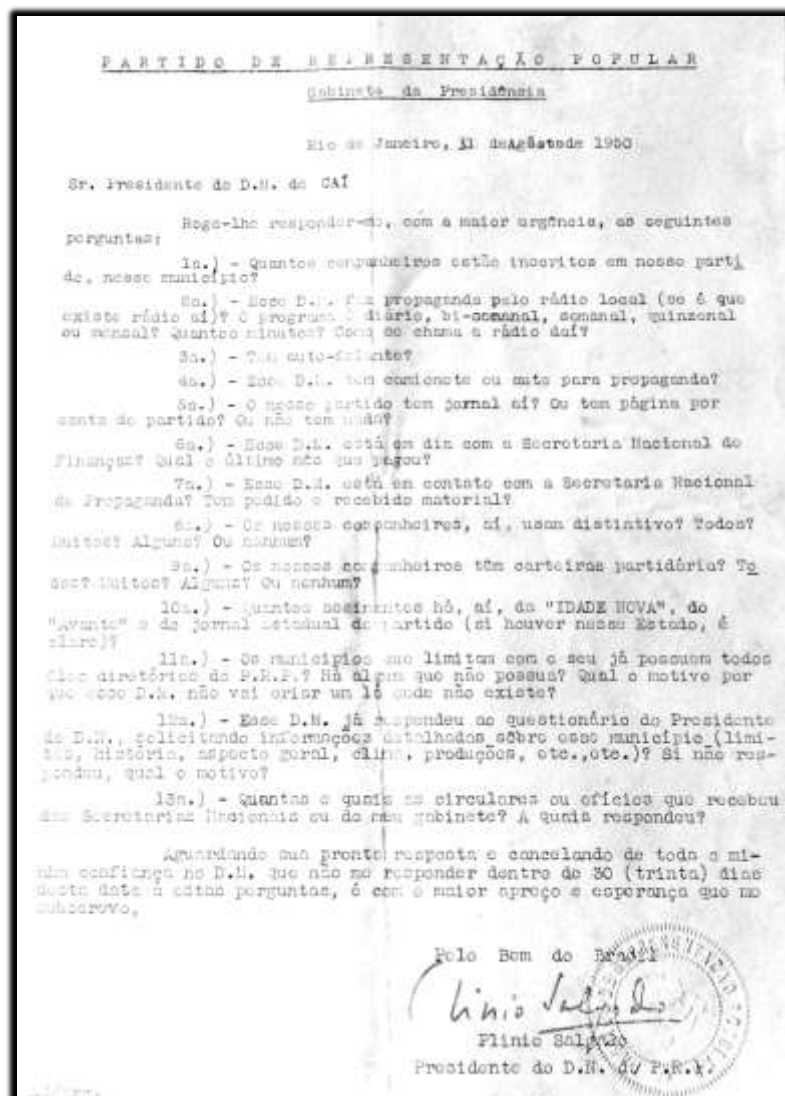 PARTIDO DE REPRESENTAÇÃO POPULAR
Gabinete da Presidência
Rio de Janeiro, 31 deAgôstode 1950
Sr. Presidente do D.M. de CAÍ
Rogo-lhe responder-me, com a maior urgência, as seguintes
perguntas:
1a.) - Quantos companheiros estão inscritos em nosso parti
do, nesse município?
2a.) - Esse D.M. faz propaganda pelo rádio local (se é que
existe rádio aí)? O programa é diário, bi-semanal, semanal, quinzenal
ou mensal? Quantos minutos? Como se chama a rádio daí?
3a.) - Tem auto-falante?
4a.) - Esse D.M. tem camionete ou auto para propaganda?
5a.) - O nosso partido tem jornal aí? Ou tem página por
conta do partido? Ou não tem nada?
6a.) - Esse D.M. está em dia com a Secretaria Nacional de
Finanças? Qual o último mês que pagou?
7a.) - Esse D.M. está em contato com a Secretaria Nacional
de Propaganda? Tem pedido e recebido material?
8a.) - Os nossos companheiros, aí, usam distintivo? Todos?
Muitos? Alguns? Ou nenhum?
9a.) - Os nossos companheiros têm carteiras partidária? To
dos? Muitos? Alguns? Ou nenhum?
10a.) - Quantos assinantes há, aí, da "IDADE NOVA", do
"Avante" e do jornal estadual do partido (si houver nesse Estado, é
claro)?
11a.) - Os municípios que limitam com o seu já possuem todos
êles diretórios do P.R.P.? Há algum que não possua? Qual o motivo por
que esse D.M. não vai criar um lá onde não existe?
12a.) - Esse D.M. já respondeu ao questionário do Presidente
do D.N., solicitando informações detalhadas sôbre esse município (limi-
tes, história, aspecto geral, clima, produções, etc.,etc.)? Si não res-
pondeu, qual o motivo?
13a.) - Quantas e quais as circulares ou ofícios que recebeu
das Secretarias Nacionais ou do meu gabinete? A quais respondeu?
Aguardando sua pronta resposta e cancelando de toda a mi-
nha confiança no D.M. que não me responder dentro de 30 (trinta) dias
desta data à estas perguntas, é com o maior apreço e esperança que me
subscrevo,
Pelo Bem do Brasil
Plinio Salgado
Plinio Salgado
Presidente do D.N. do P.R.P.